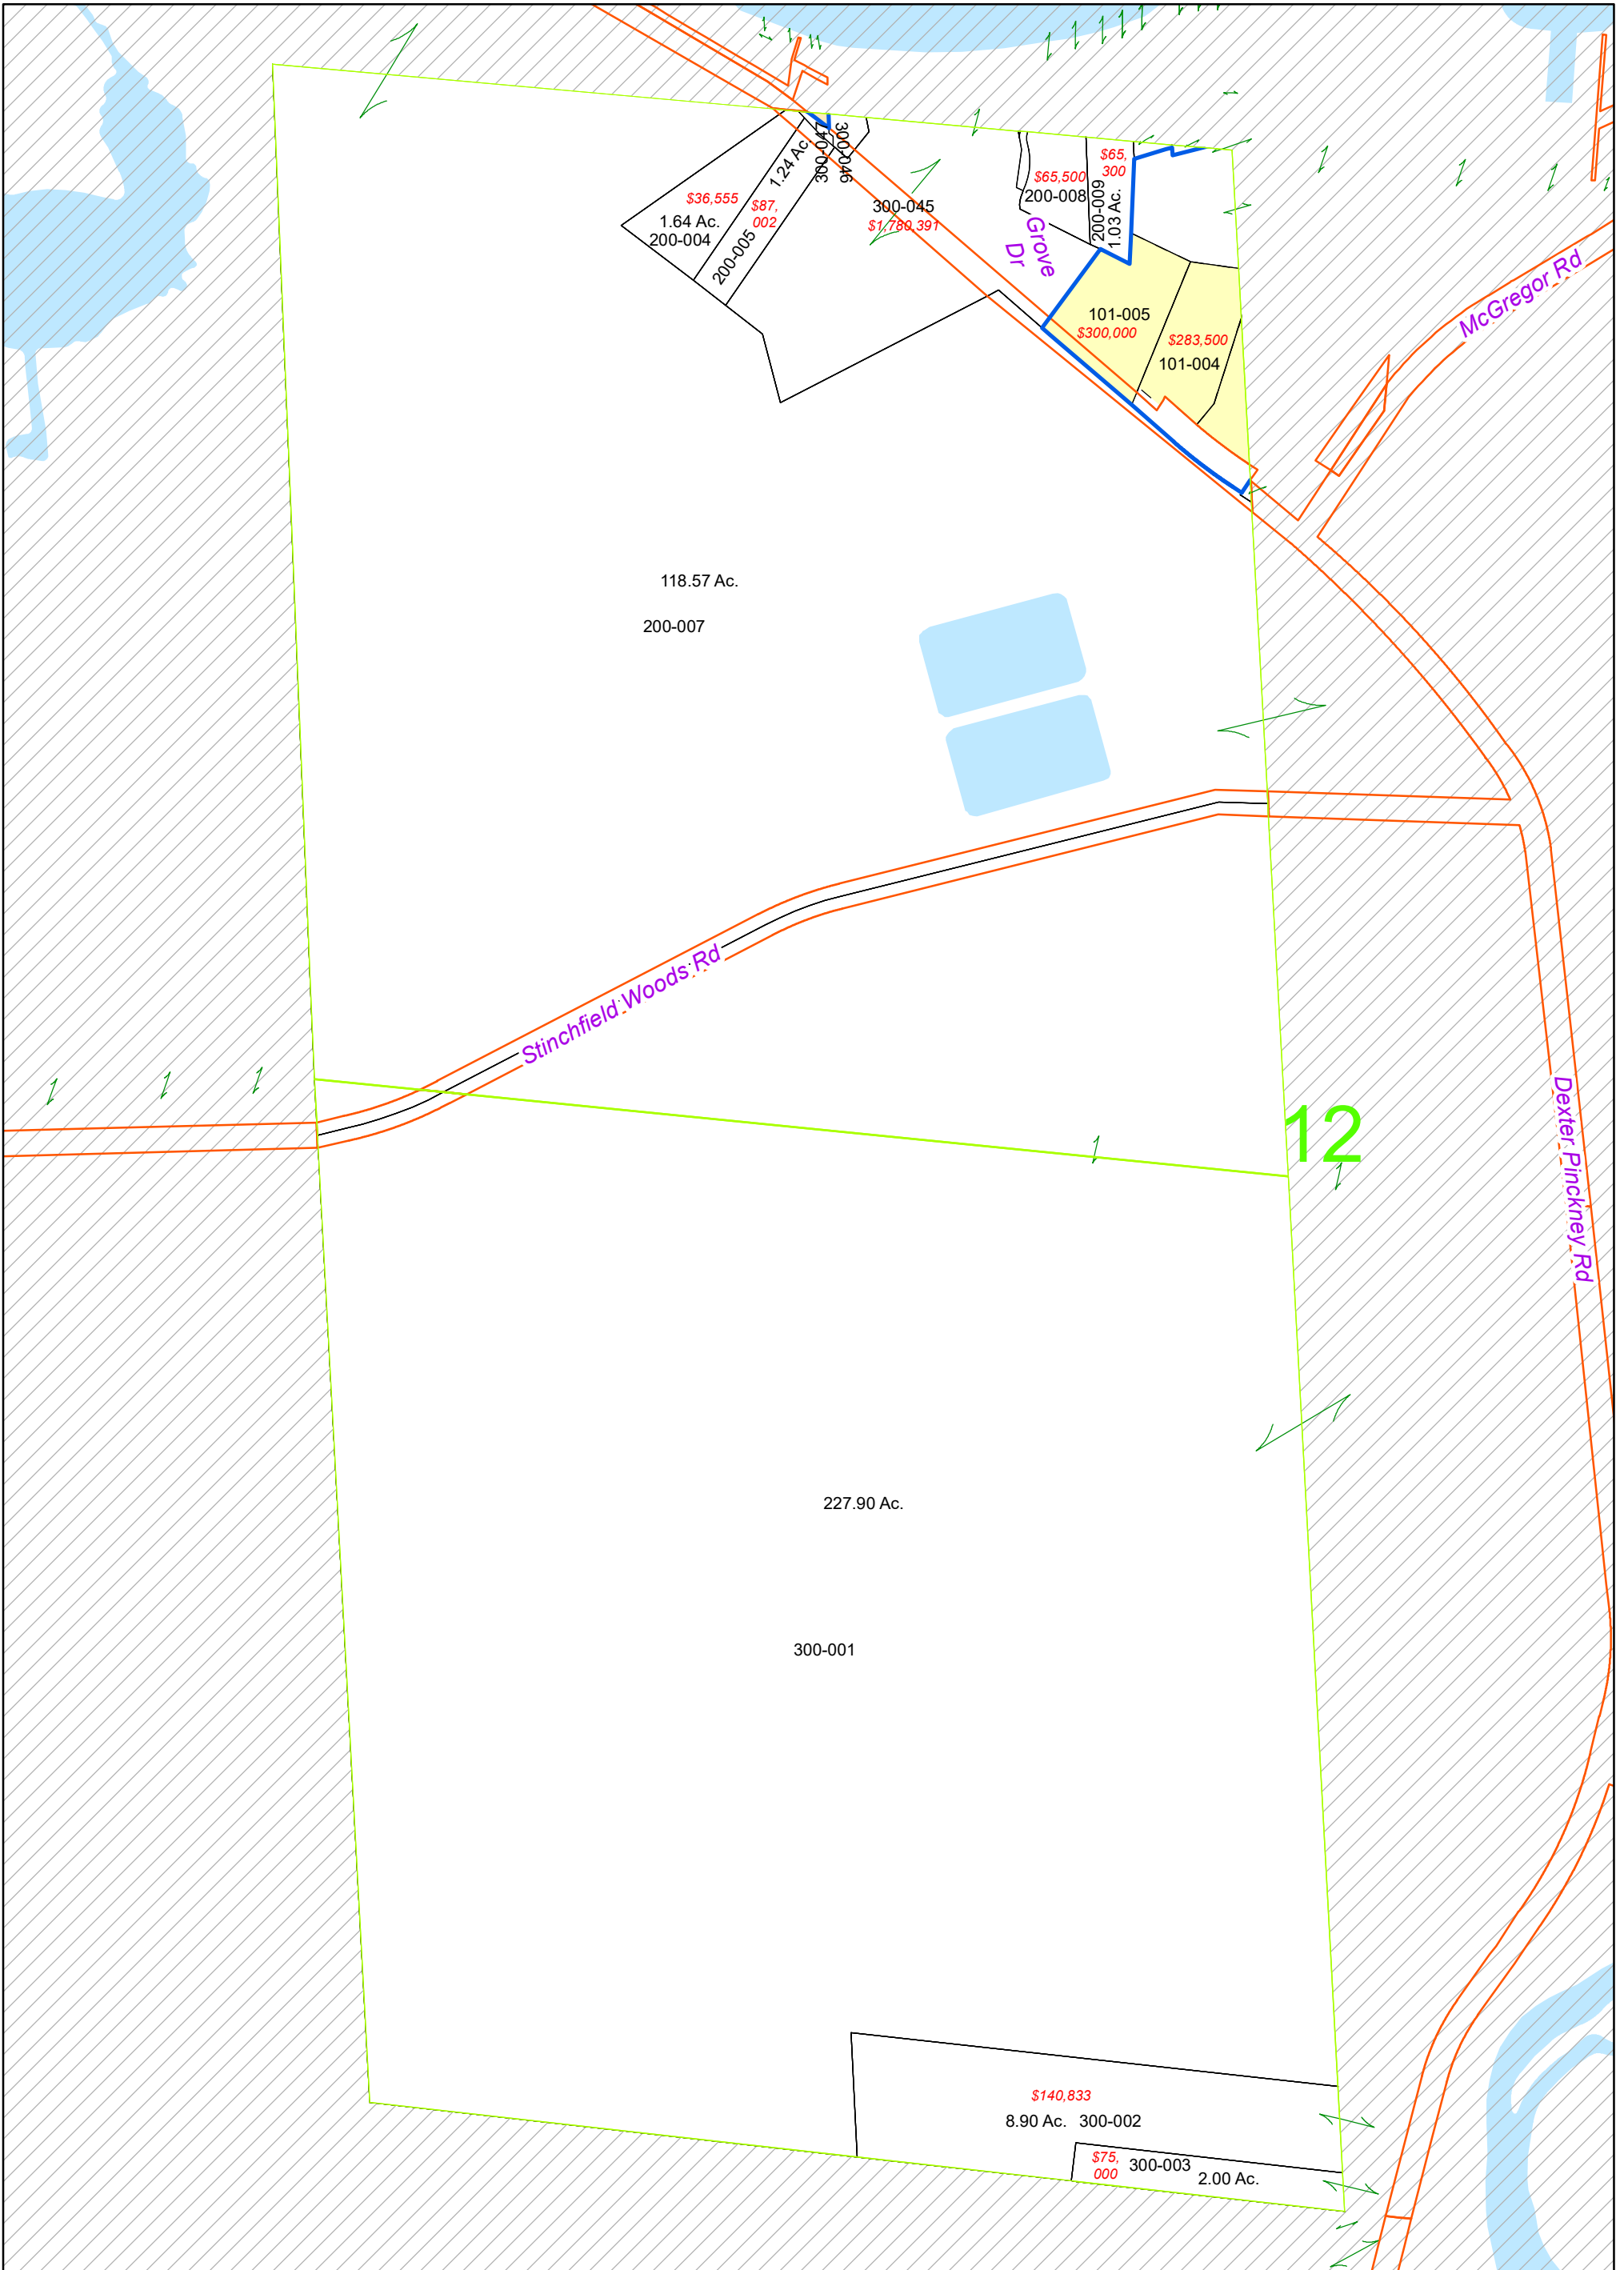 300-047
300-046
1.24 Ac.
$36,555
$87,
002
1.64 Ac.
200-004
200-005
300-045
$1,780,391
$65,500
200-008
$65,
300
200-009
1.03 Ac.
Grove
Dr
101-005
$300,000
$283,500
101-004
McGregor Rd
118.57 Ac.
200-007
Stinchfield Woods Rd
12
Dexter Pinckney Rd
227.90 Ac.
300-001
$140,833
8.90 Ac. 300-002
$75,
000
300-003
2.00 Ac.